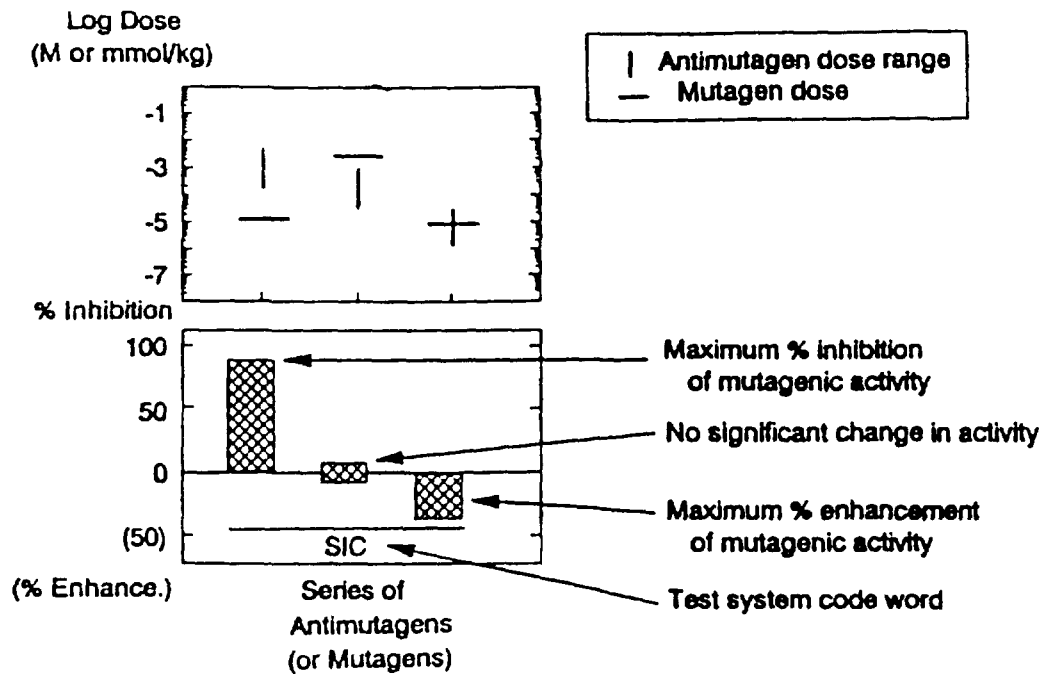 Log Dose
(M or mmol/kg)
Antimutagen dose range
Mutagen dose
-1
-3
-5
-7
% Inhibition
100
50
0
(50)
(% Enhance.)
Maximum % inhibition
of mutagenic activity
No significant change in activity
Maximum % enhancement
of mutagenic activity
SIC
Test system code word
Series of
Antimutagens
(or Mutagens)